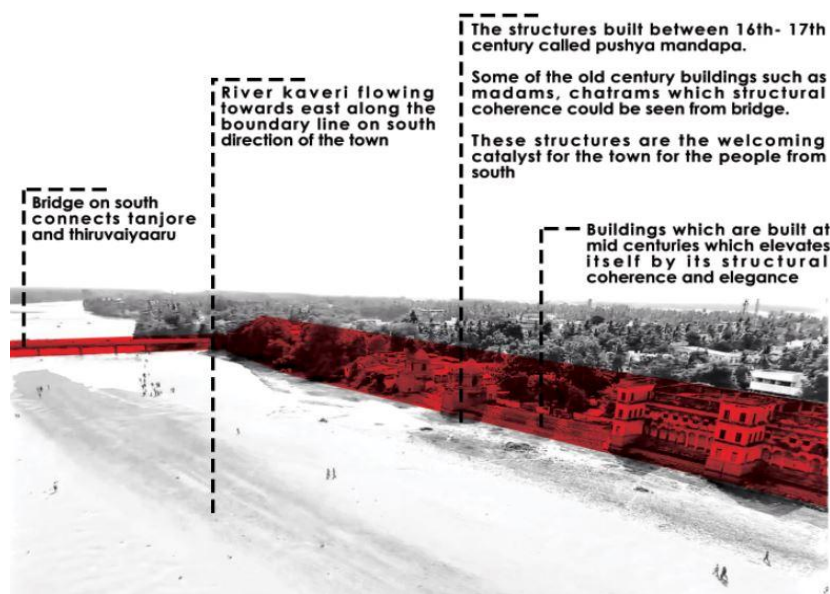 Bridge on south
connects tanjore
and thiruvaiyaaru
River kaveri flowing
towards east along the
boundary line on south
direction of the town
The structures built between 16th- 17th
century called pushya mandapa.
Some of the old century buildings such as
madams, chatrams which structural
coherence could be seen from bridge.
These structures are the welcoming
catalyst for the town for the people from
south
Buildings which are built at
mid centuries which elevates
itself by its structural
coherence and elegance